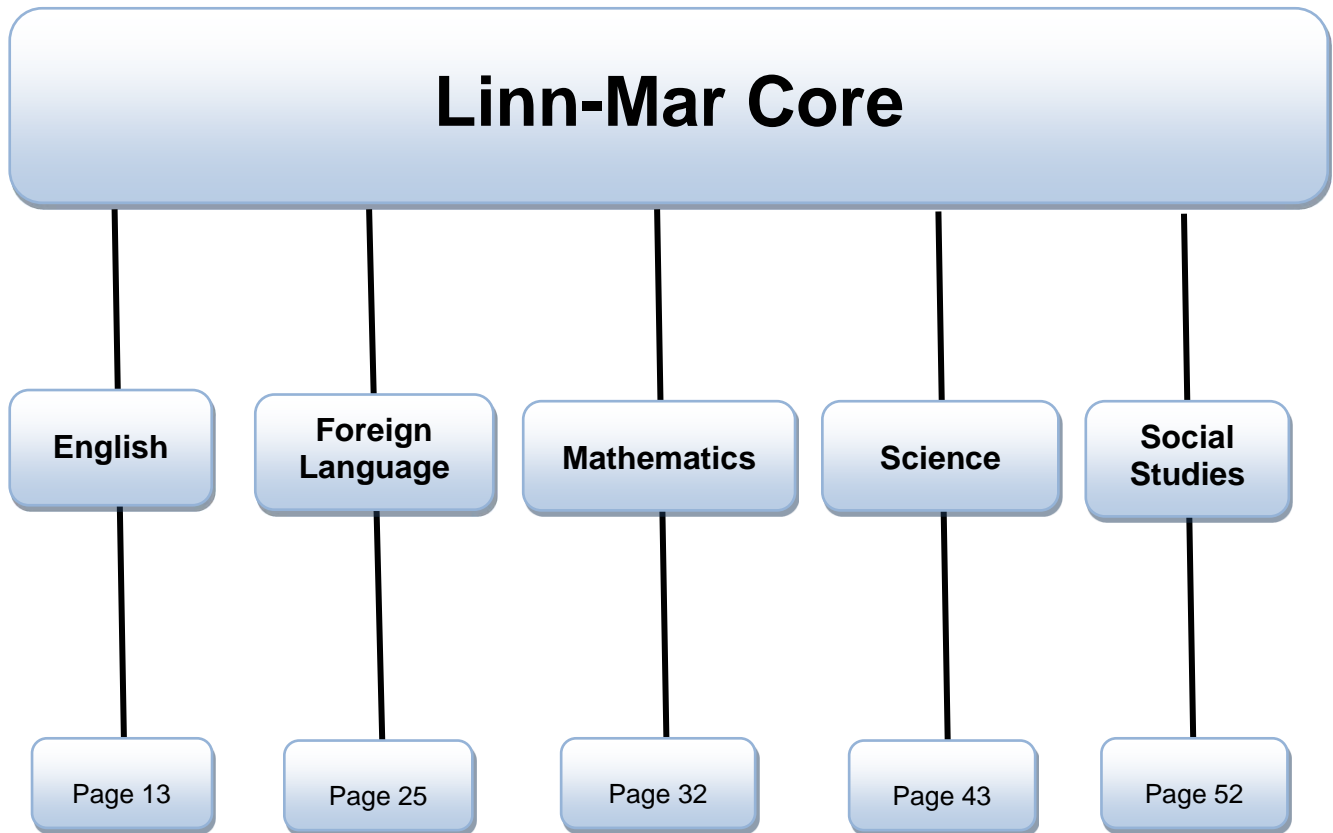 Linn-Mar Core
English
Foreign
Language
Mathematics
Science
Social
Studies
Page 13
Page 25
Page 32
Page 43
Page 52